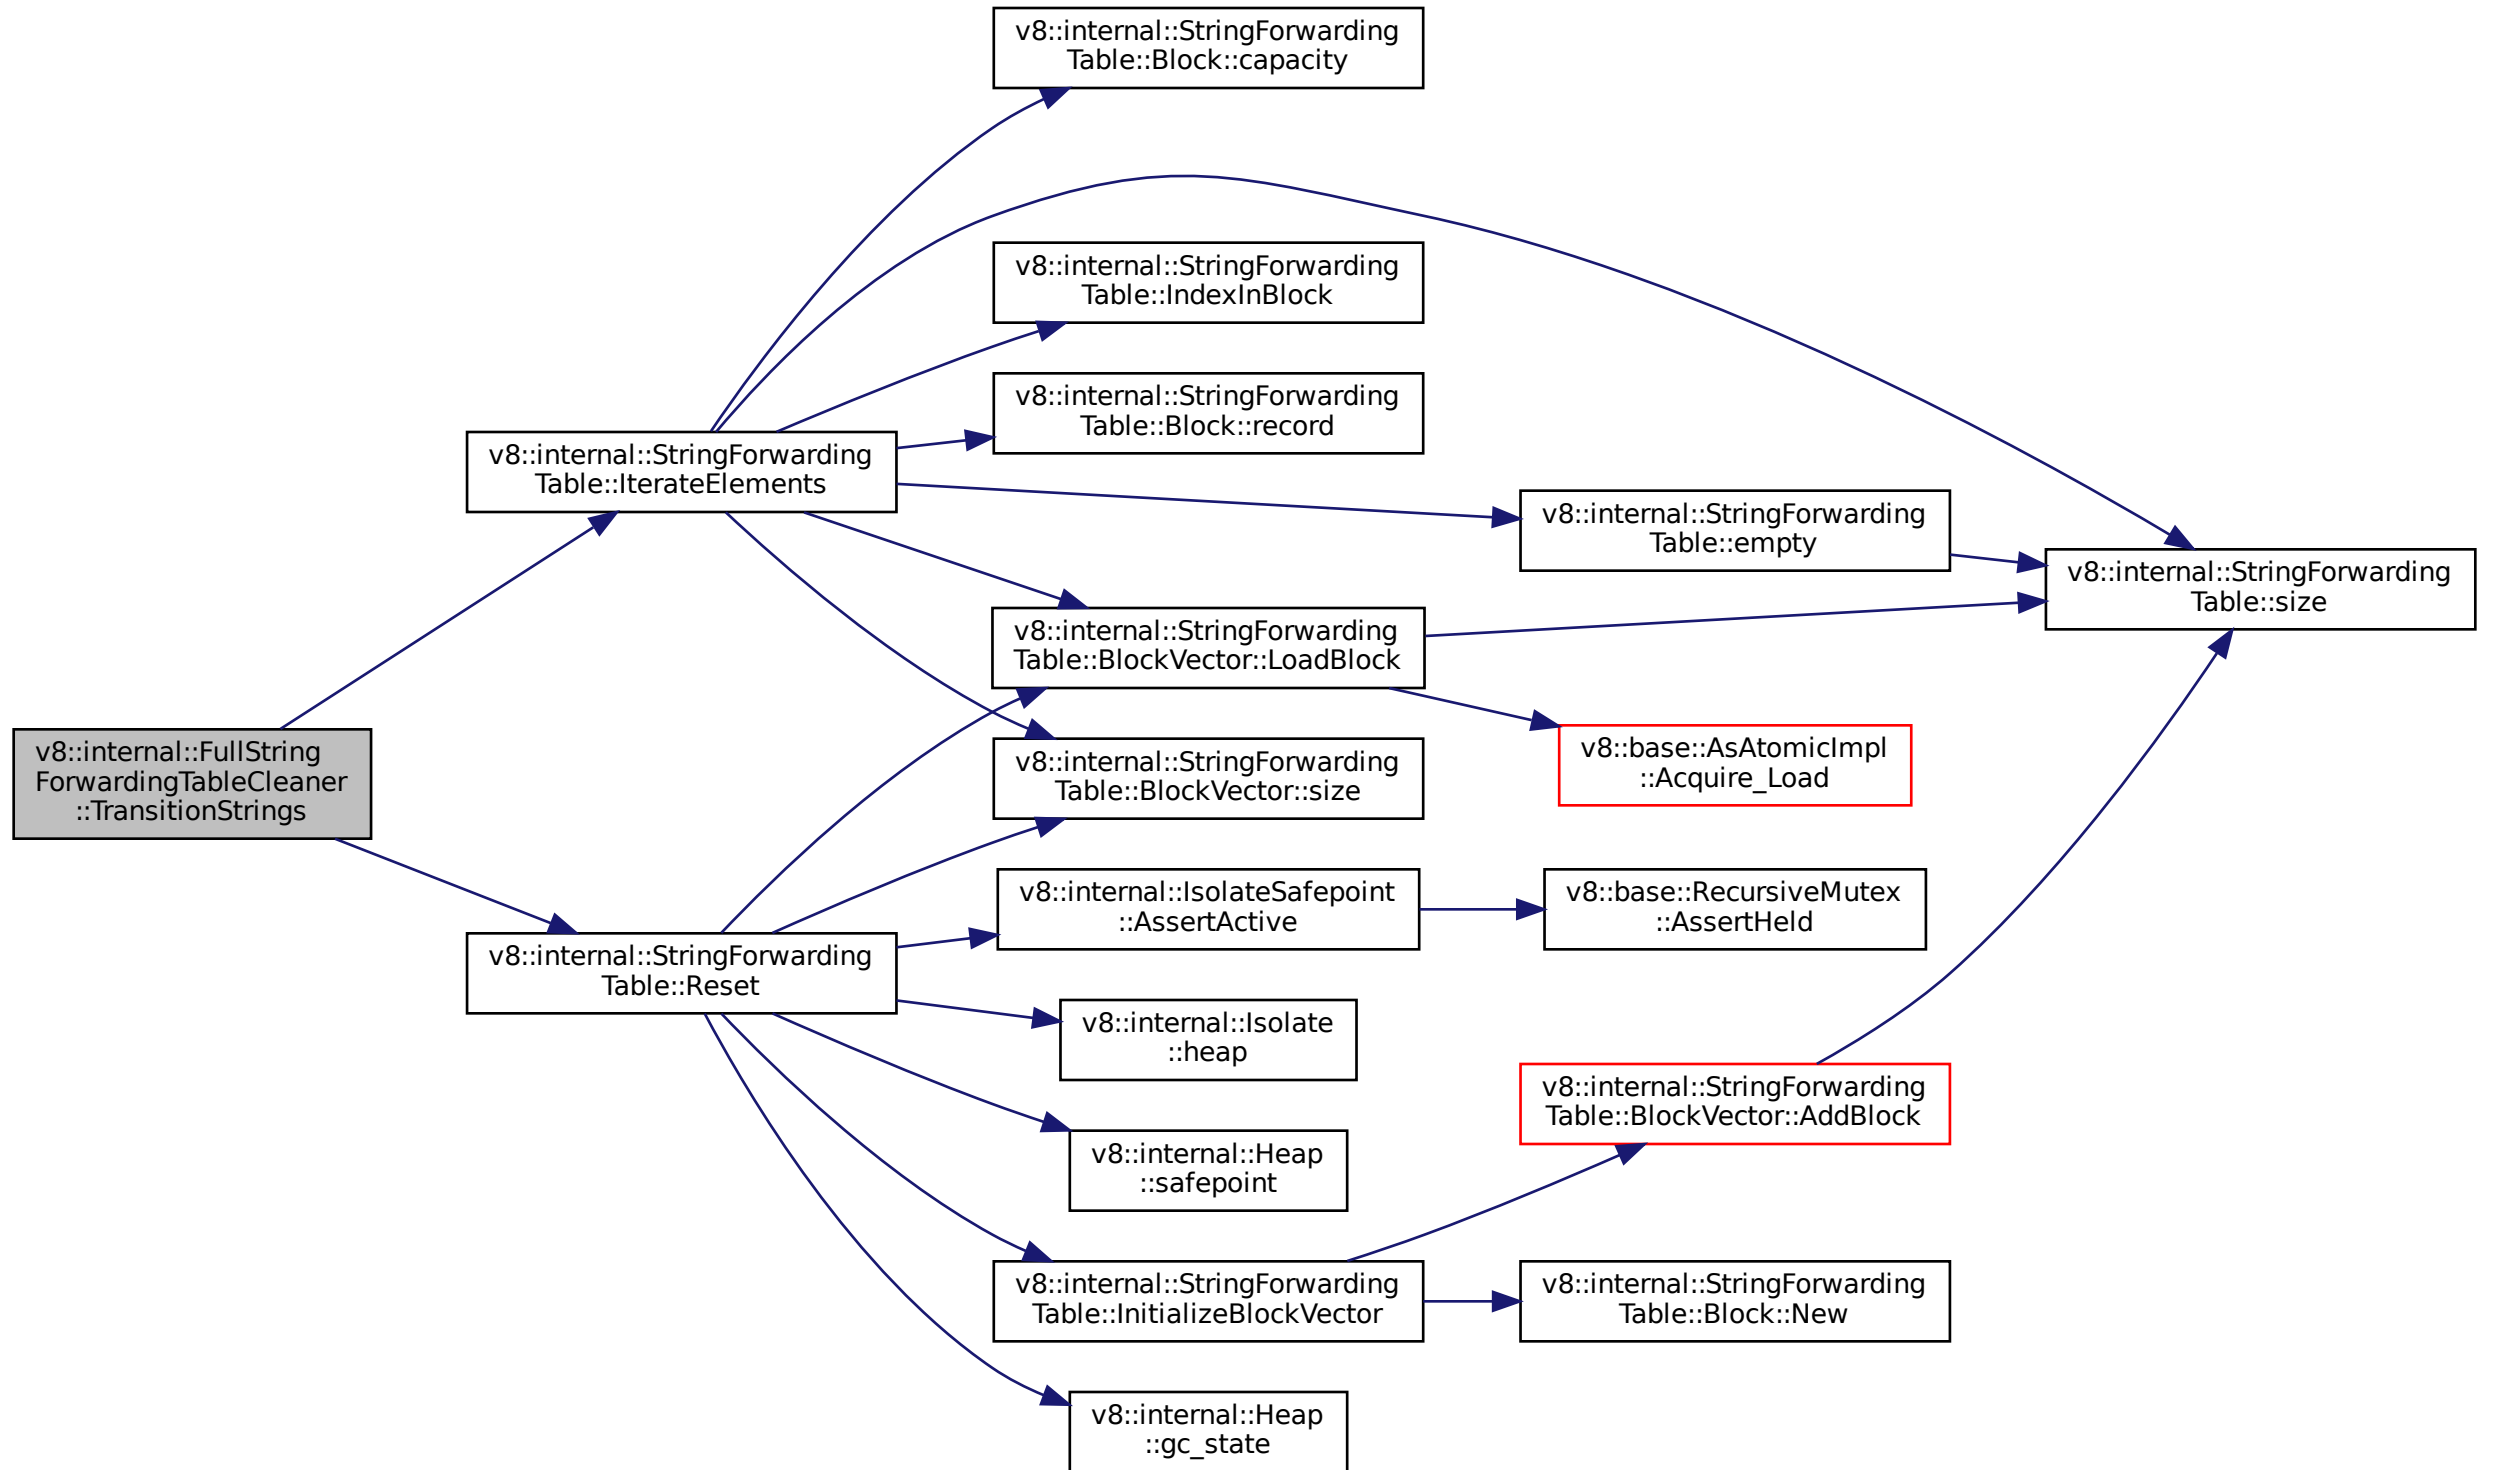 v8::internal::StringForwarding
Table::Block::capacity
v8::internal::StringForwarding
Table::IndexInBlock
v8::internal::StringForwarding
Table::Block::record
v8::internal::StringForwarding
Table::IterateElements
v8::internal::StringForwarding
Table::empty
v8::internal::StringForwarding
Table::size
v8::internal::StringForwarding
Table::BlockVector::LoadBlock
v8::internal::FullString
ForwardingTableCleaner
::TransitionStrings
v8::internal::StringForwarding
Table::BlockVector::size
v8::base::AsAtomicImpl
::Acquire_Load
v8::internal::IsolateSafepoint
::AssertActive
v8::base::RecursiveMutex
::AssertHeld
v8::internal::StringForwarding
Table::Reset
v8::internal::Isolate
::heap
v8::internal::StringForwarding
Table::BlockVector::AddBlock
v8::internal::Heap
::safepoint
v8::internal::StringForwarding
Table::InitializeBlockVector
v8::internal::StringForwarding
Table::Block::New
v8::internal::Heap
::gc_state